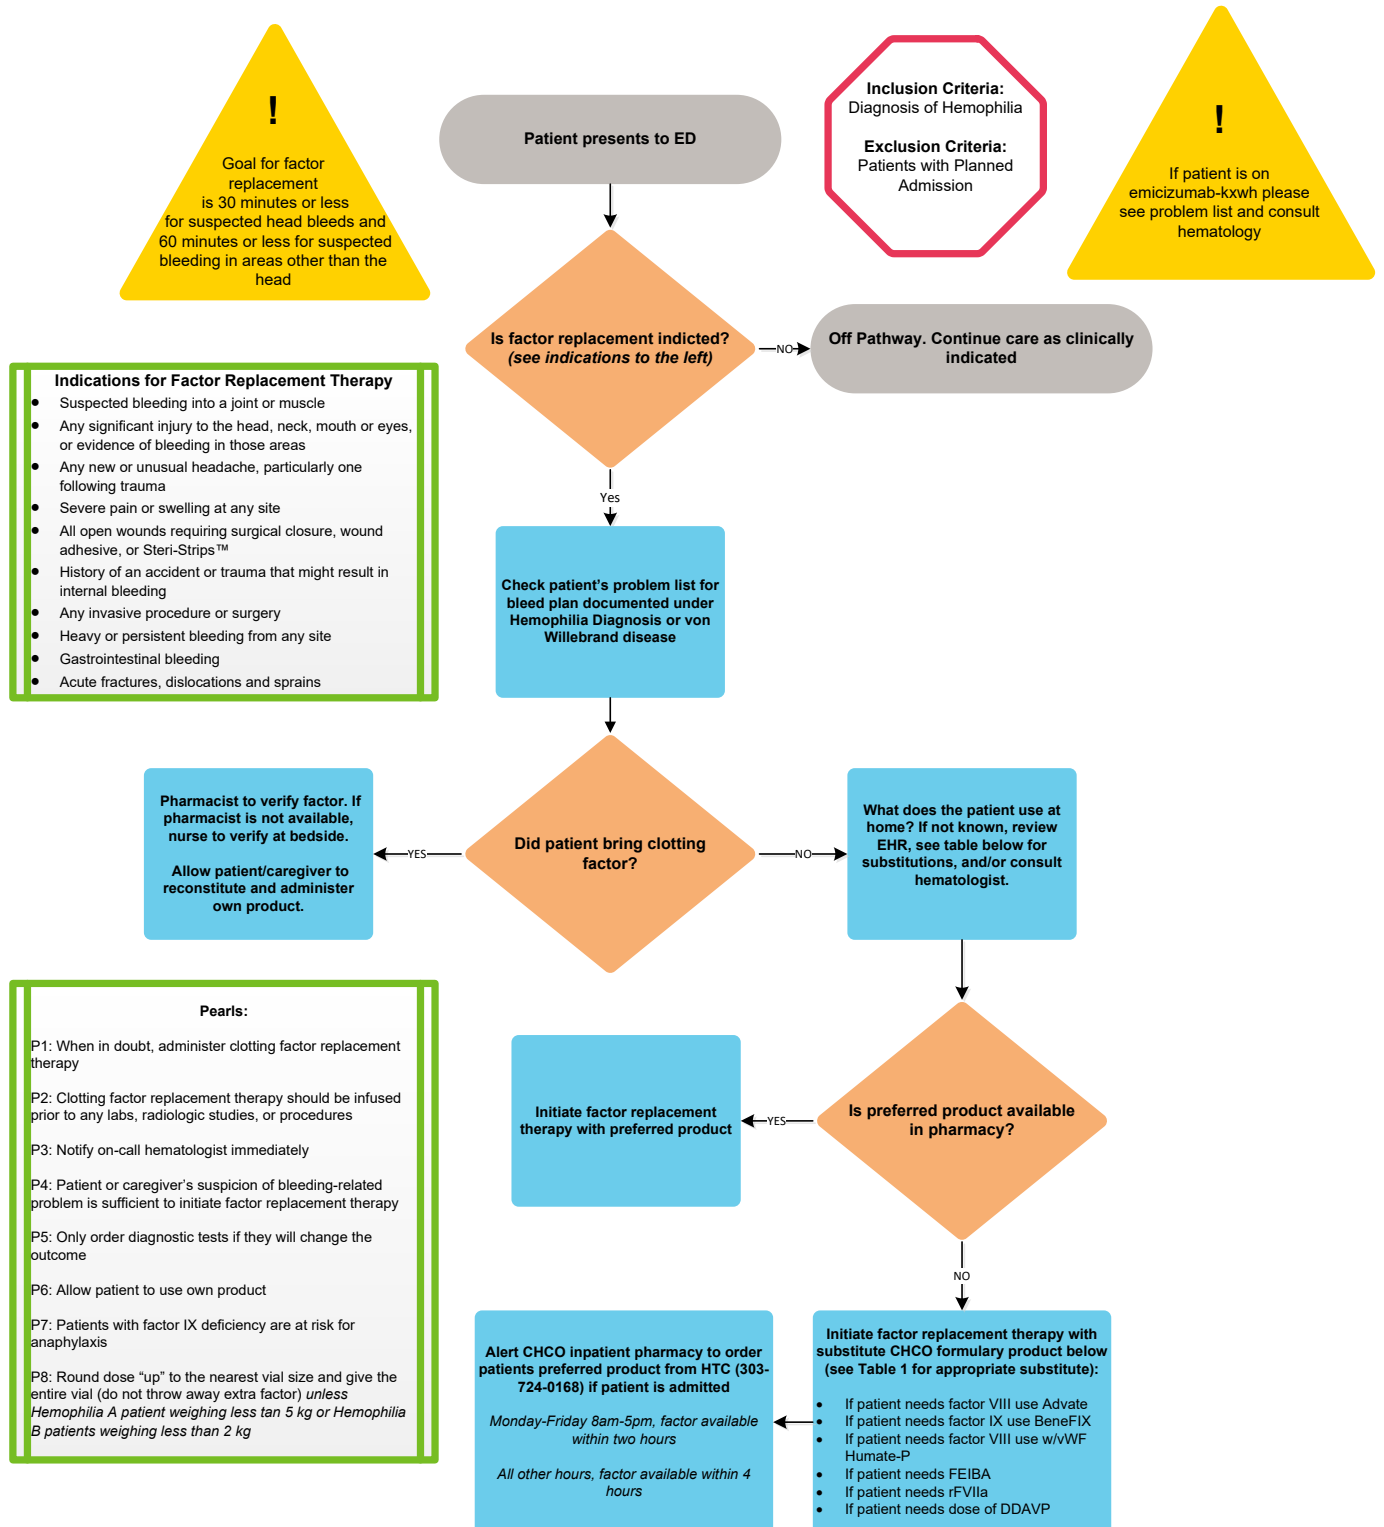 !
Goal for factor
replacement
is 30 minutes or less
for suspected head bleeds and
60 minutes or less for suspected
bleeding in areas other than the
head
Patient presents to ED
Inclusion Criteria:
Diagnosis of Hemophilia
Exclusion Criteria:
Patients with Planned
Admission
!
If patient is on
emicizumab-kxwh please
see problem list and consult
hematology
Is factor replacement indicted?
(see indications to the left)
NO
Off Pathway. Continue care as clinically
indicated
Yes
Indications for Factor Replacement Therapy
• Suspected bleeding into a joint or muscle
• Any significant injury to the head, neck, mouth or eyes,
or evidence of bleeding in those areas
• Any new or unusual headache, particularly one
following trauma
• Severe pain or swelling at any site
• All open wounds requiring surgical closure, wound
adhesive, or Steri-Strips™
• History of an accident or trauma that might result in
internal bleeding
• Any invasive procedure or surgery
• Heavy or persistent bleeding from any site
• Gastrointestinal bleeding
• Acute fractures, dislocations and sprains
Check patient's problem list for
bleed plan documented under
Hemophilia Diagnosis or von
Willebrand disease
Did patient bring clotting
factor?
YES
Pharmacist to verify factor. If
pharmacist is not available,
nurse to verify at bedside.
Allow patient/caregiver to
reconstitute and administer
own product.
NO
What does the patient use at
home? If not known, review
EHR, see table below for
substitutions, and/or consult
hematologist.
Is preferred product available
in pharmacy?
YES
Initiate factor replacement
therapy with preferred product
NO
Pearls:
P1: When in doubt, administer clotting factor replacement
therapy
P2: Clotting factor replacement therapy should be infused
prior to any labs, radiologic studies, or procedures
P3: Notify on-call hematologist immediately
P4: Patient or caregiver's suspicion of bleeding-related
problem is sufficient to initiate factor replacement therapy
P5: Only order diagnostic tests if they will change the
outcome
P6: Allow patient to use own product
P7: Patients with factor IX deficiency are at risk for
anaphylaxis
P8: Round dose “up” to the nearest vial size and give the
entire vial (do not throw away extra factor) unless
Hemophilia A patient weighing less tan 5 kg or Hemophilia
B patients weighing less than 2 kg
Initiate factor replacement therapy with
substitute CHCO formulary product below
(see Table 1 for appropriate substitute):
• If patient needs factor VIII use Advate
• If patient needs factor IX use BeneFIX
• If patient needs factor VIII use w/vWF
Humate-P
• If patient needs FEIBA
• If patient needs rFVIIa
• If patient needs dose of DDAVP
Alert CHCO inpatient pharmacy to order
patients preferred product from HTC (303-
724-0168) if patient is admitted
Monday-Friday 8am-5pm, factor available
within two hours
All other hours, factor available within 4
hours